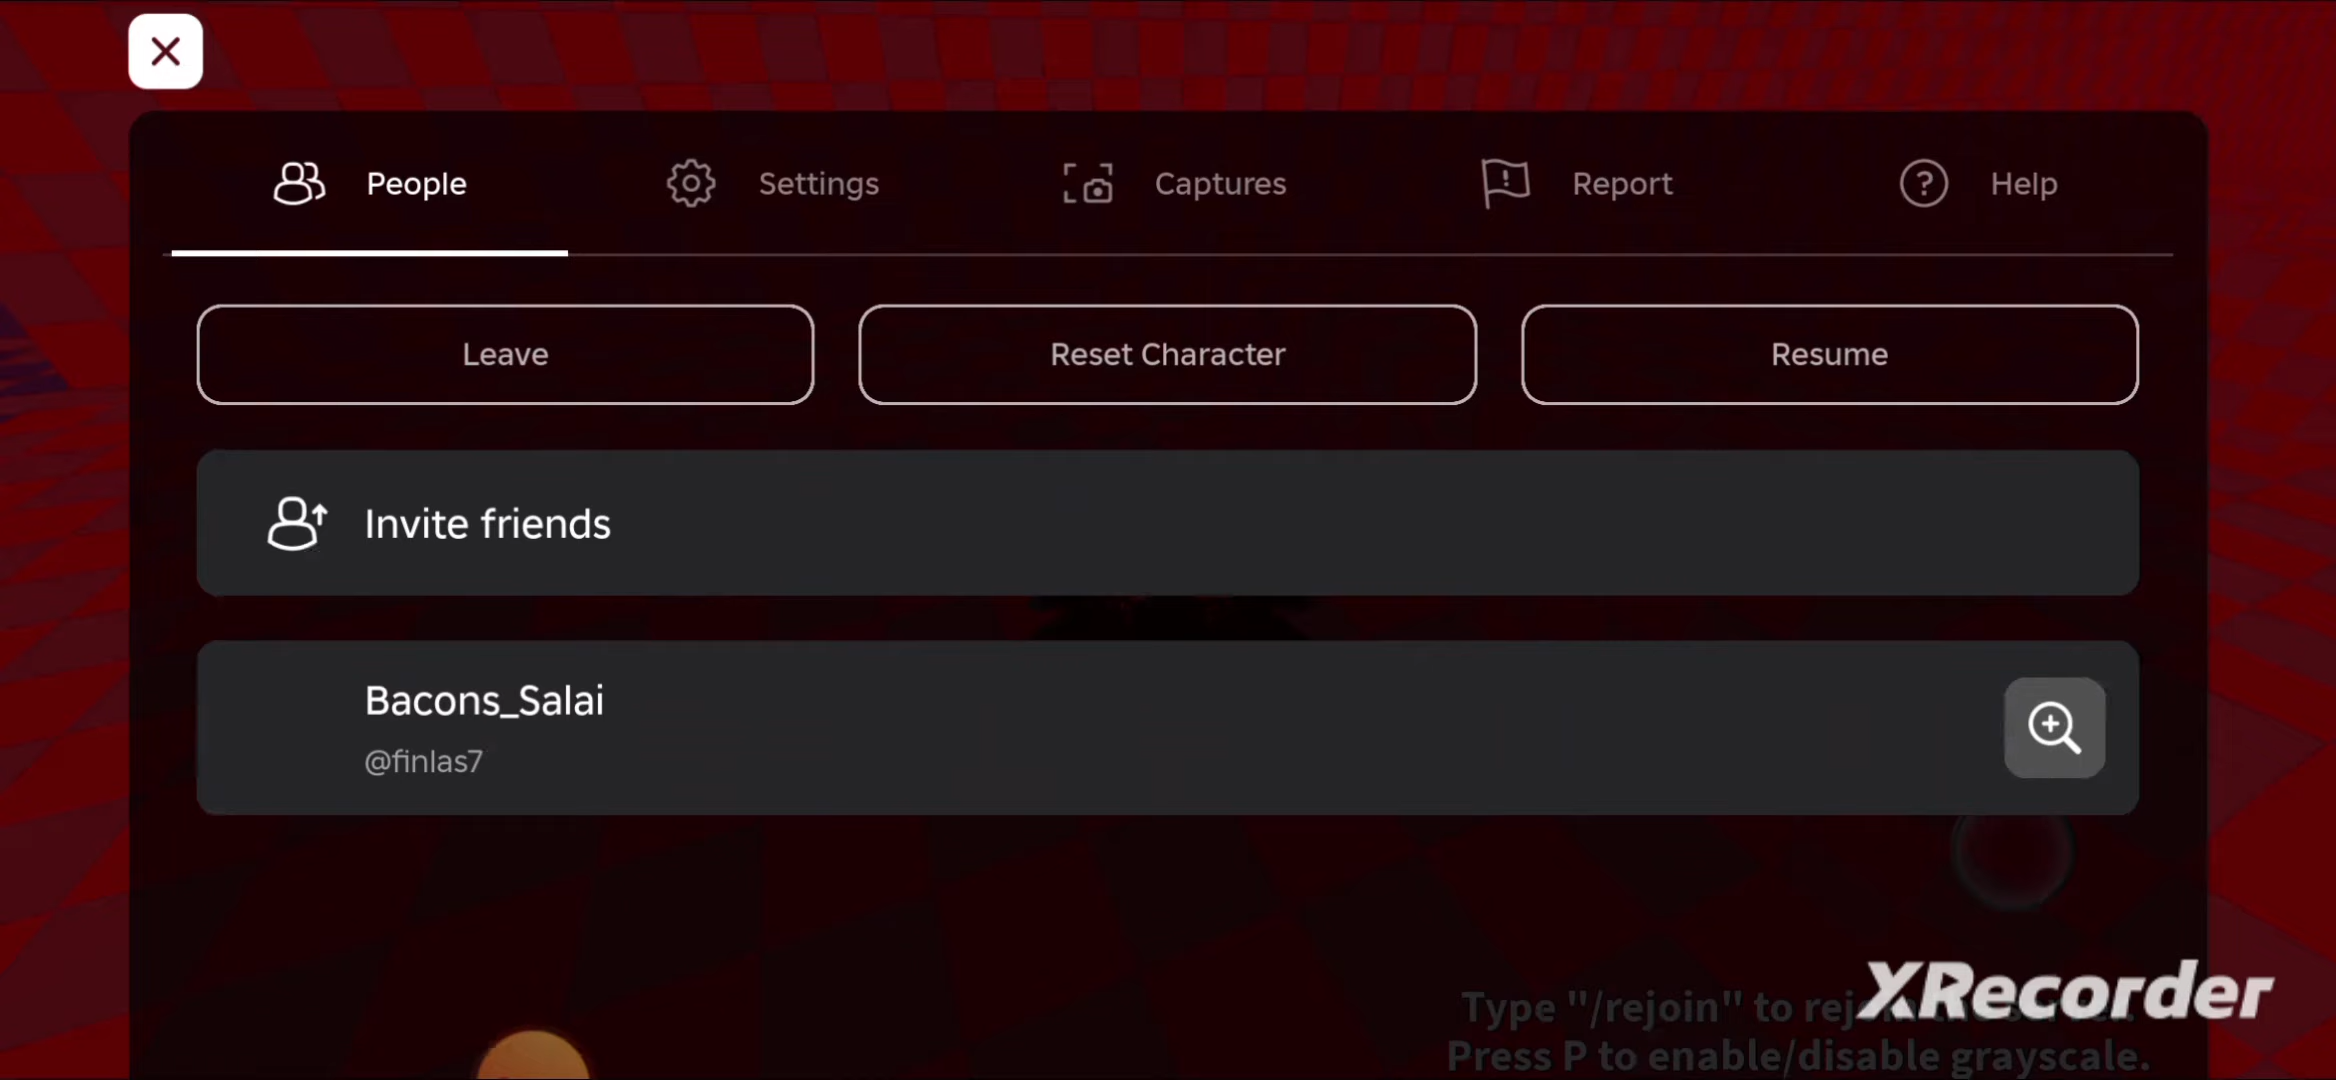 People
Settings
Captures
Report
Help
Leave
Reset Character
Resume
Invite friends
Bacons_Salai
@finlas7
XRecorder
Type "/rejoin" to
Press P to enable/disable grayscale.